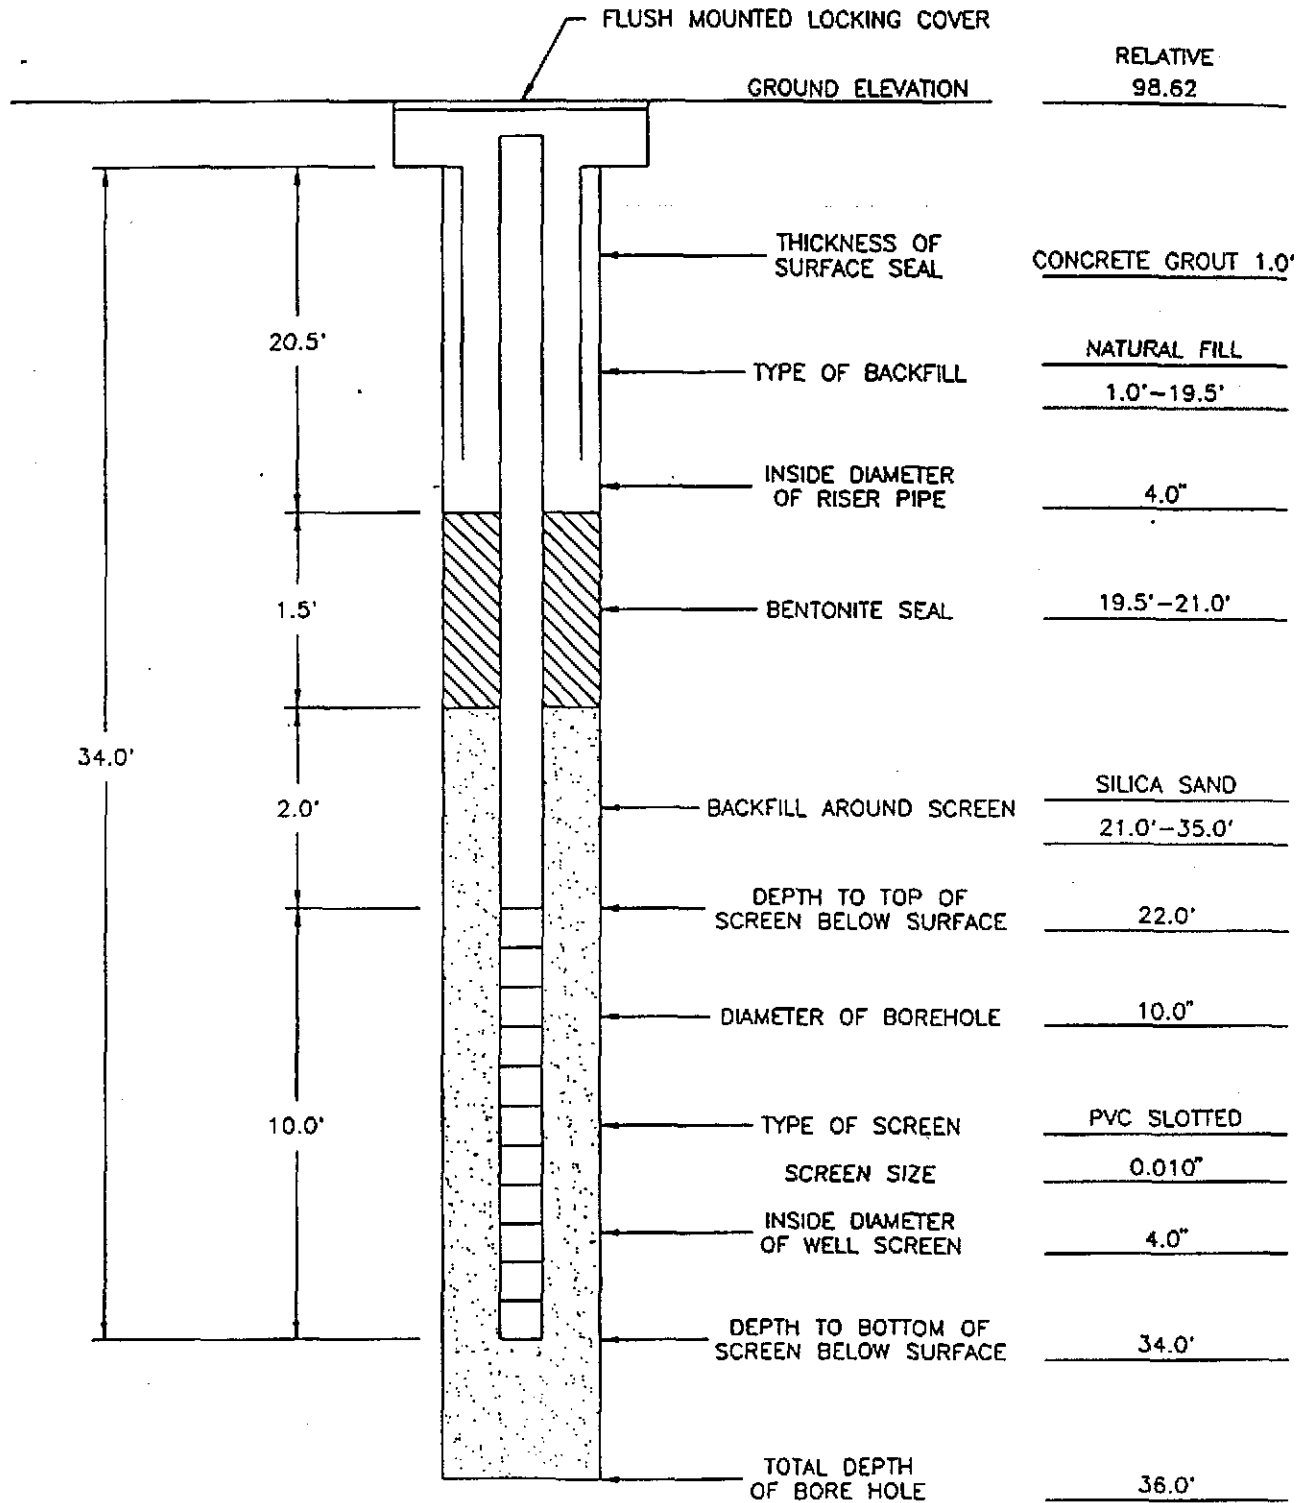 FLUSH MOUNTED LOCKING COVER
RELATIVE
GROUND ELEVATION 98.62
THICKNESS OF
SURFACE SEAL
CONCRETE GROUT 1.0'
20.5'
NATURAL FILL
TYPE OF BACKFILL
1.0'-19.5'
INSIDE DIAMETER
OF RISER PIPE
4.0"
1.5'
BENTONITE SEAL
19.5'-21.0'
34.0'
2.0'
SILICA SAND
BACKFILL AROUND SCREEN
21.0'-35.0'
DEPTH TO TOP OF
SCREEN BELOW SURFACE
22.0'
DIAMETER OF BOREHOLE
10.0"
10.0'
TYPE OF SCREEN
PVC SLOTTED
SCREEN SIZE
0.010"
INSIDE DIAMETER
OF WELL SCREEN
4.0"
DEPTH TO BOTTOM OF
SCREEN BELOW SURFACE
34.0'
TOTAL DEPTH
OF BORE HOLE
36.0'